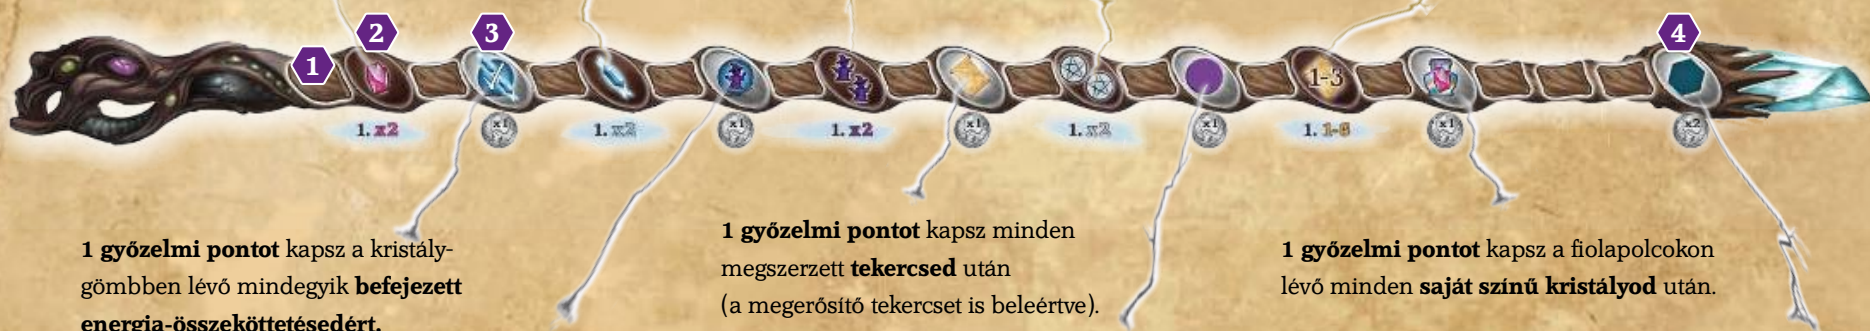 1
2
3
4
1-3
1. x2
x1
1. x2
x1
1. x2
x1
1. x2
x1
1. 1-6
x1
x2
1 győzelmi pontot kapsz a kristály-
gömbben lévő mindegyik befejezett
energia-összeköttetésedért.
1 győzelmi pontot kapsz minden
megszerzett tekercsed után
(a megerősítő tekercset is beleértve).
1 győzelmi pontot kapsz a fiolapolcokon
lévő minden saját színű kristályod után.